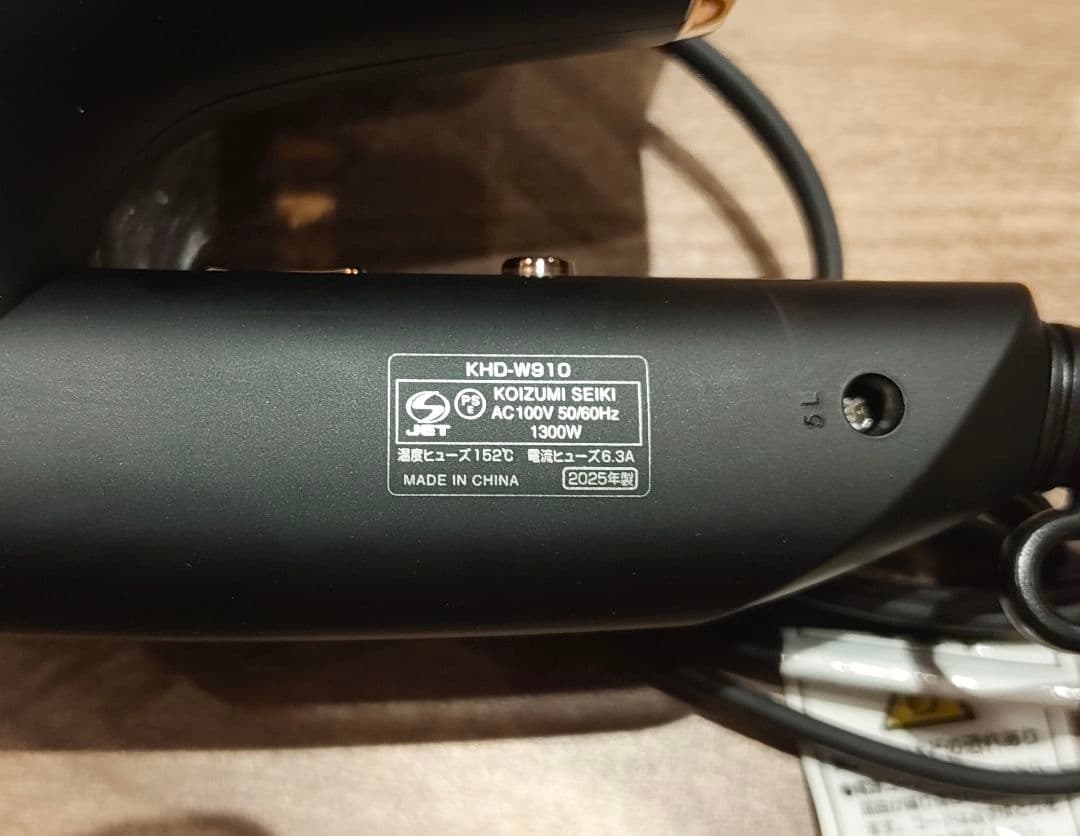 KHD-W910
JET
PS
E
KOIZUMI SEIKI
AC100V 50/60Hz
1300W
温度ヒューズ152℃ 電流ヒューズ6.3A
MADE IN CHINA 2025年製
5L